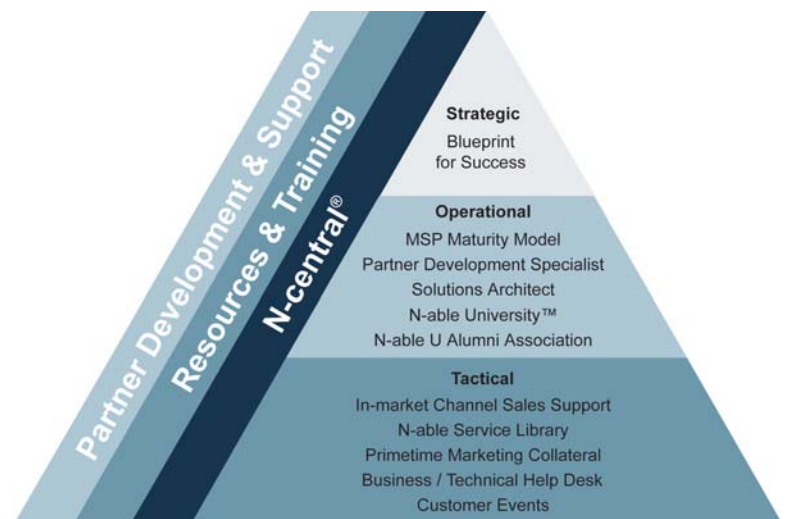 Partner Development & Support
Resources & Training
N-central®
Strategic
Blueprint
for Success
Operational
MSP Maturity Model
Partner Development Specialist
Solutions Architect
N-able University™
N-able U Alumni Association
Tactical
In-market Channel Sales Support
N-able Service Library
Primetime Marketing Collateral
Business / Technical Help Desk
Customer Events